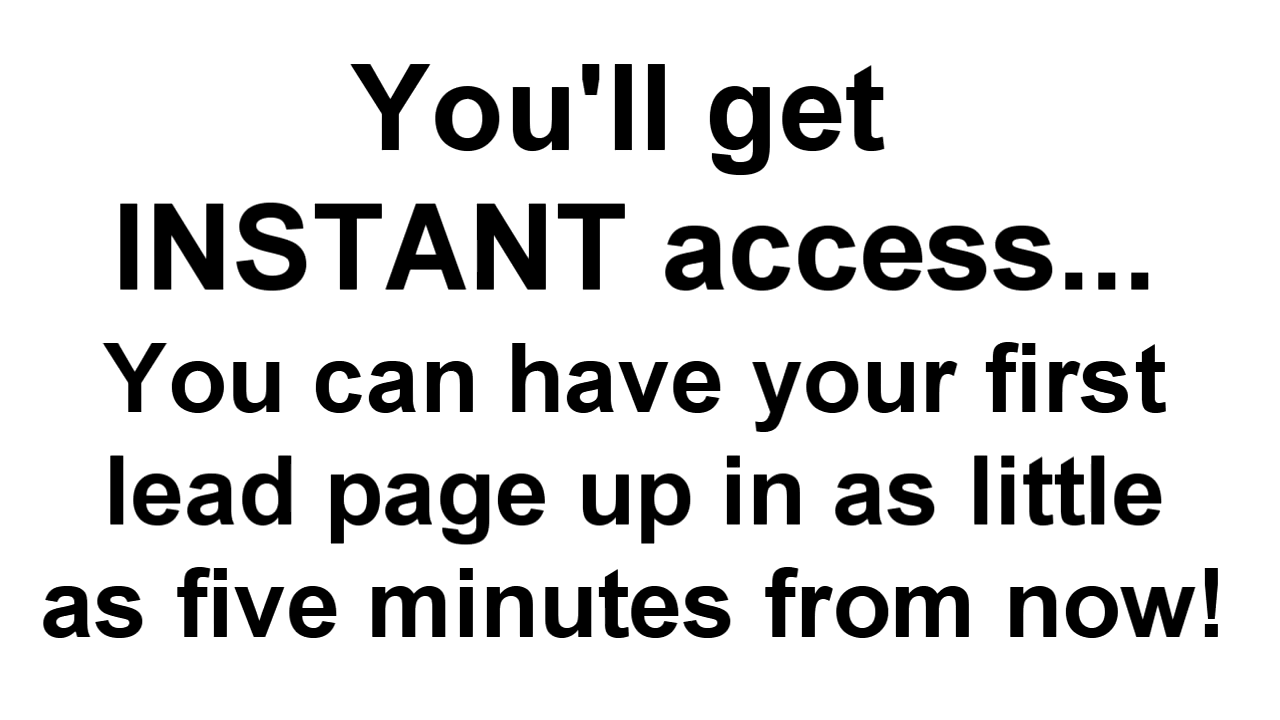 You'll get
INSTANT access...
You can have your first
lead page up in as little
as five minutes from now!